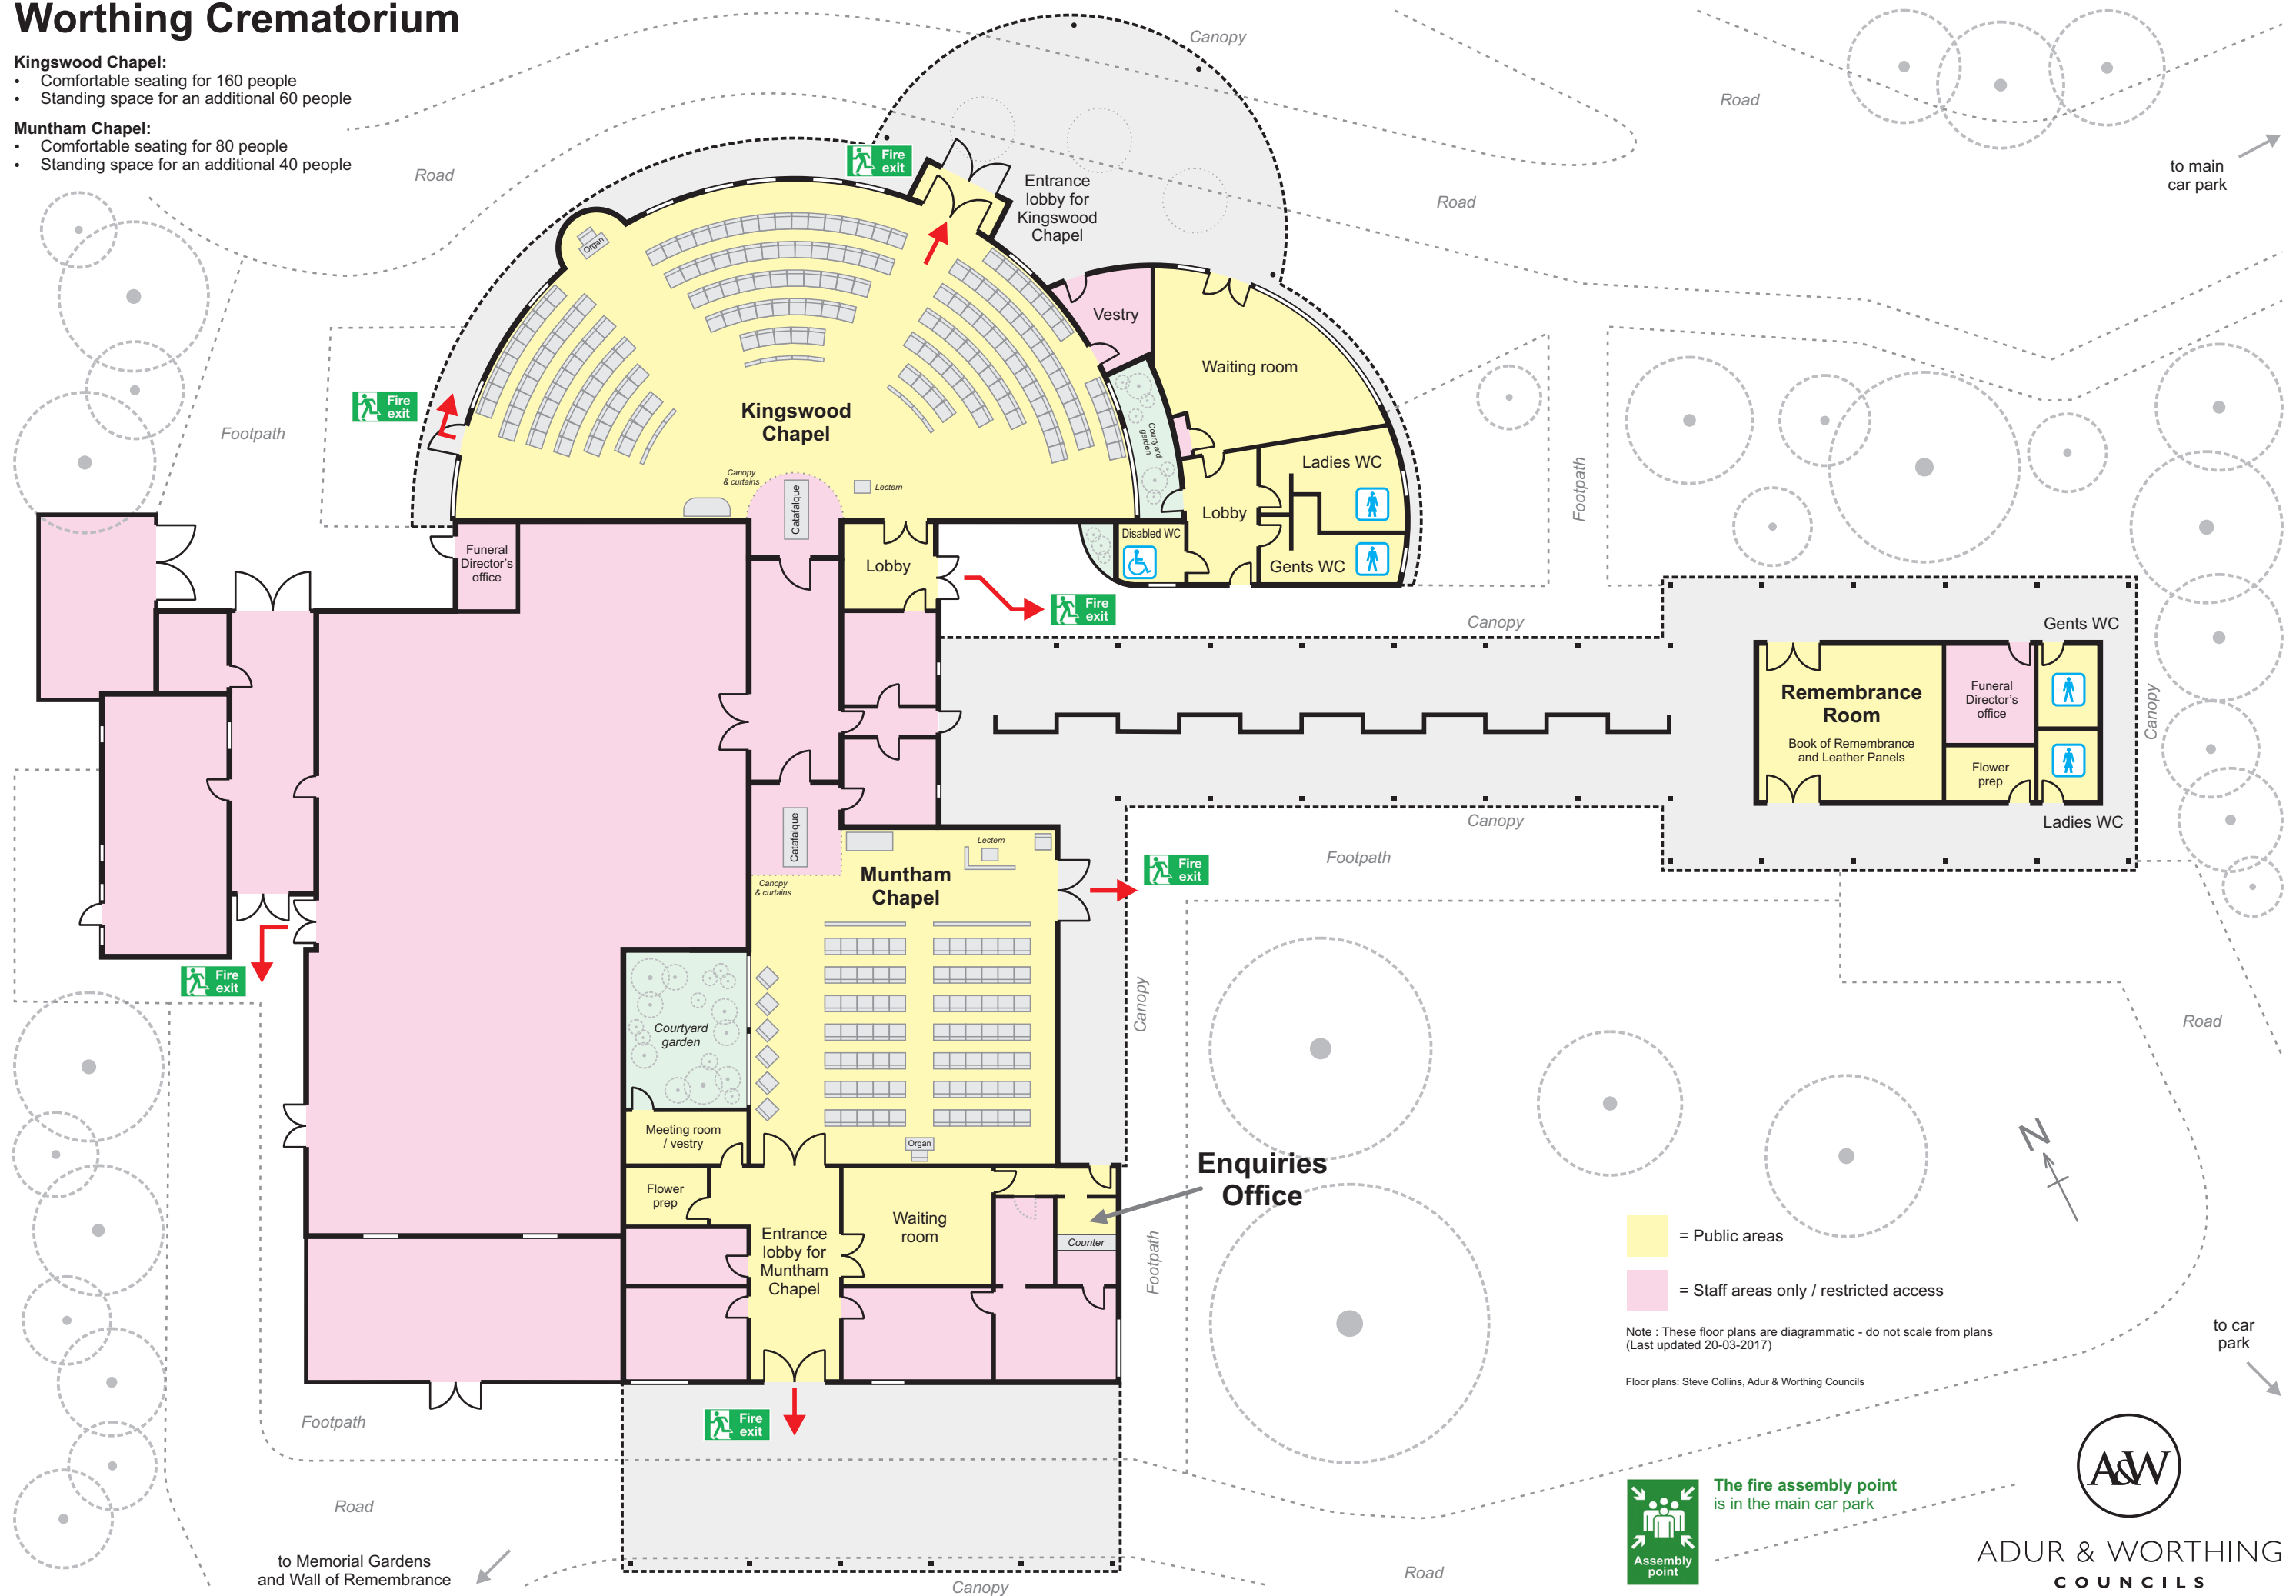 Worthing Crematorium
Kingswood Chapel:
• Comfortable seating for 160 people
• Standing space for an additional 60 people
Muntham Chapel:
• Comfortable seating for 80 people
• Standing space for an additional 40 people
Canopy
Road
to main
car park
Road
Road
Fire
exit
Entrance
lobby for
Kingswood
Chapel
Organ
Vestry
Waiting room
Fire
exit
Footpath
Kingswood
Chapel
Courtyard
garden
Canopy
& curtains
Catafalque
Lectern
Ladies WC
Lobby
Footpath
Disabled WC
Gents WC
Funeral
Director's
office
Lobby
Fire
exit
Canopy
Gents WC
Remembrance
Room
Book of Remembrance
and Leather Panels
Funeral
Director's
office
Flower
prep
Canopy
Ladies WC
Canopy
Footpath
Catafalque
Lectern
Muntham
Chapel
Canopy
& curtains
Fire
exit
Fire
exit
Courtyard
garden
Canopy
Road
Meeting room
/ vestry
Organ
Flower
prep
Entrance
lobby for
Muntham
Chapel
Waiting
room
Enquiries
Office
Counter
Footpath
N
= Public areas
= Staff areas only / restricted access
Note : These floor plans are diagrammatic - do not scale from plans
(Last updated 20-03-2017)
Floor plans: Steve Collins, Adur & Worthing Councils
to car
park
Footpath
Fire
exit
Road
to Memorial Gardens
and Wall of Remembrance
Canopy
Road
Assembly
point
The fire assembly point
is in the main car park
A&W
ADUR & WORTHING
COUNCILS